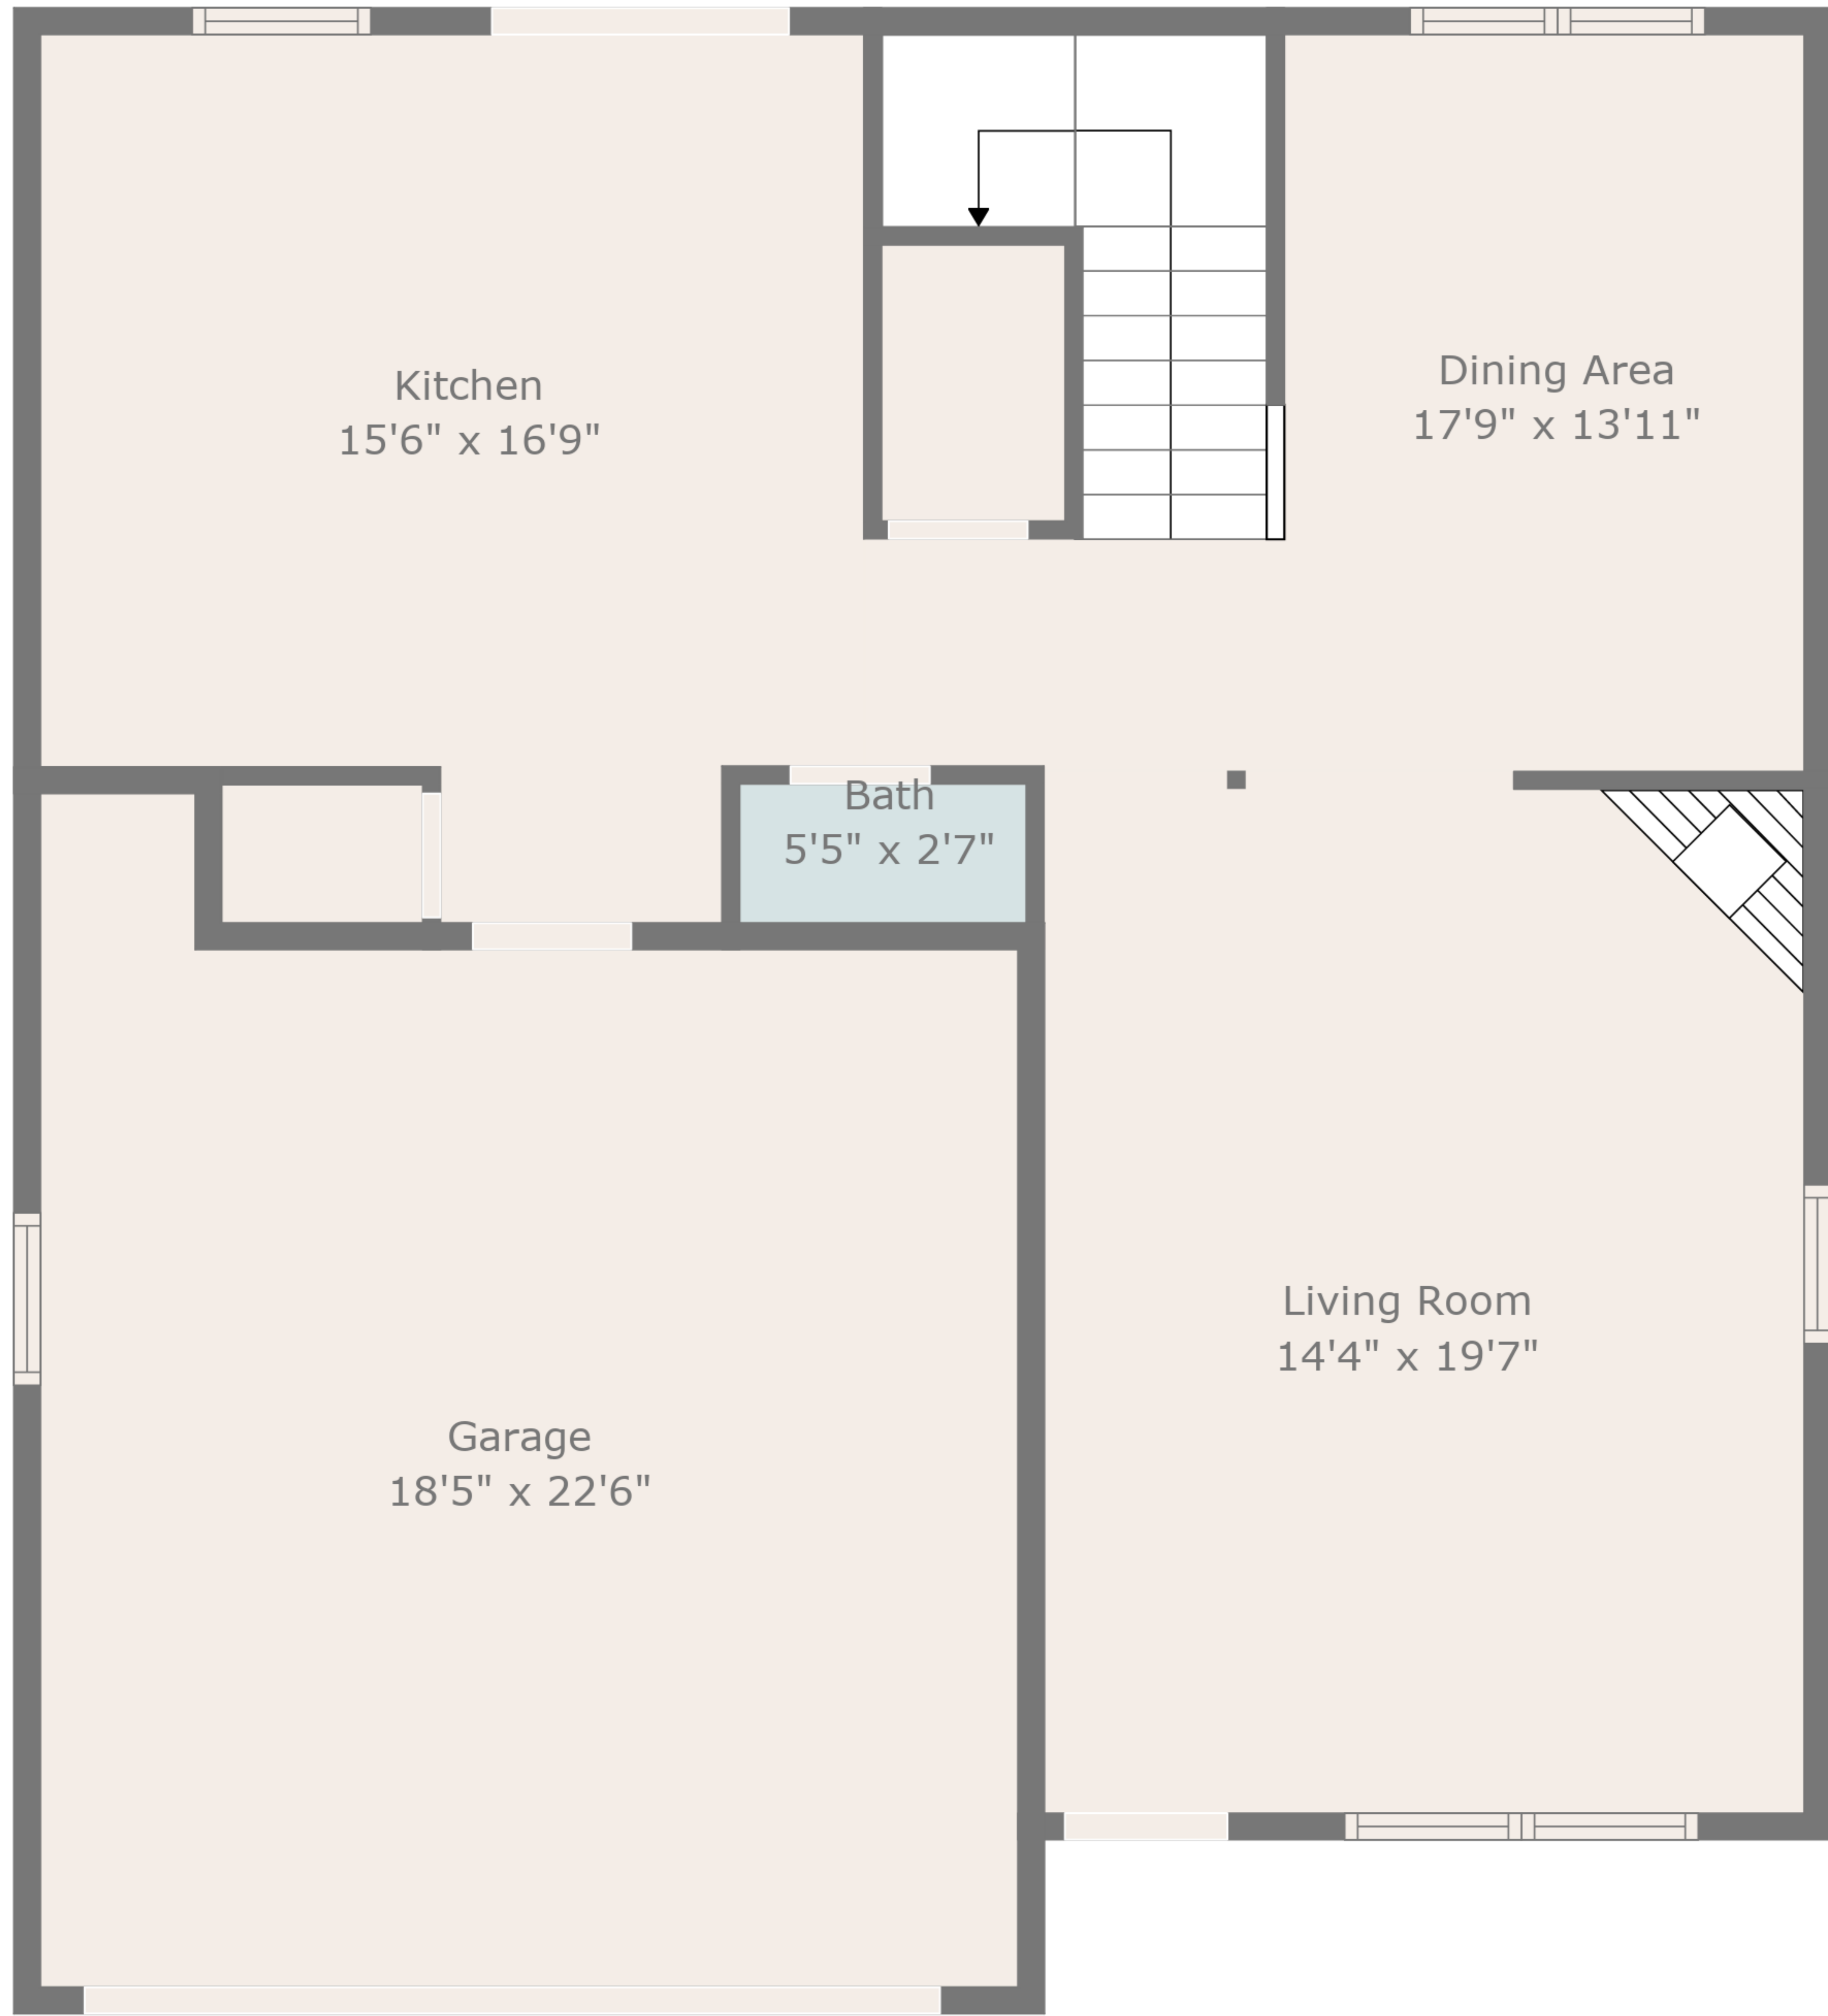 Kitchen
15'6" x 16'9"
Dining Area
17'9" x 13'11"
Bath
5'5" x 2'7"
Living Room
14'4" x 19'7"
Garage
18'5" x 22'6"